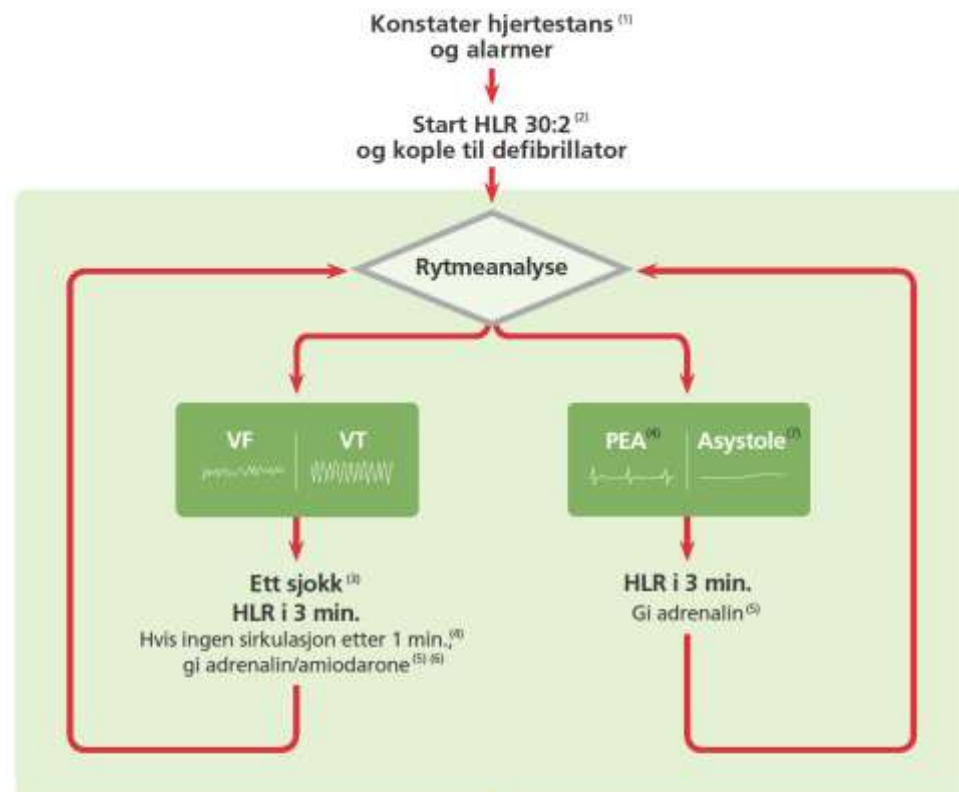 Konstater hjertestans (1)
og alarmer
Start HLR 30:2 (2)
og kople til defibrillator
Rytmeanalyse
VF VT
PEA(4) Asystole(7)
Ett sjokk (3)
HLR i 3 min.
Hvis ingen sirkulasjon etter 1 min.,(4)
gi adrenalin/amiodarone (5) (6)
HLR i 3 min.
Gi adrenalin(5)